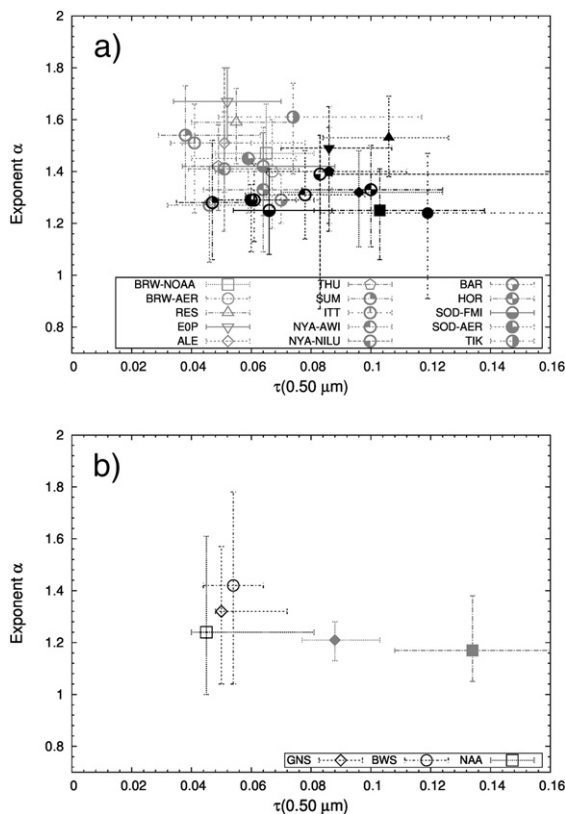 a)
2
1.8
1.6
1.4
1.2
1
0.8
Exponent α
BRW-NOAA THU BAR
BRW-AER SUM HOR
RES ITT SOD-FMI
E0P NYA-AWI SOD-AER
ALE NYA-NILU TIK
0 0.02 0.04 0.06 0.08 0.1 0.12 0.14 0.16
τ(0.50 μm)
b)
2
1.8
1.6
1.4
1.2
1
0.8
Exponent α
GNS BWS NAA
0 0.02 0.04 0.06 0.08 0.1 0.12 0.14 0.16
τ(0.50 μm)